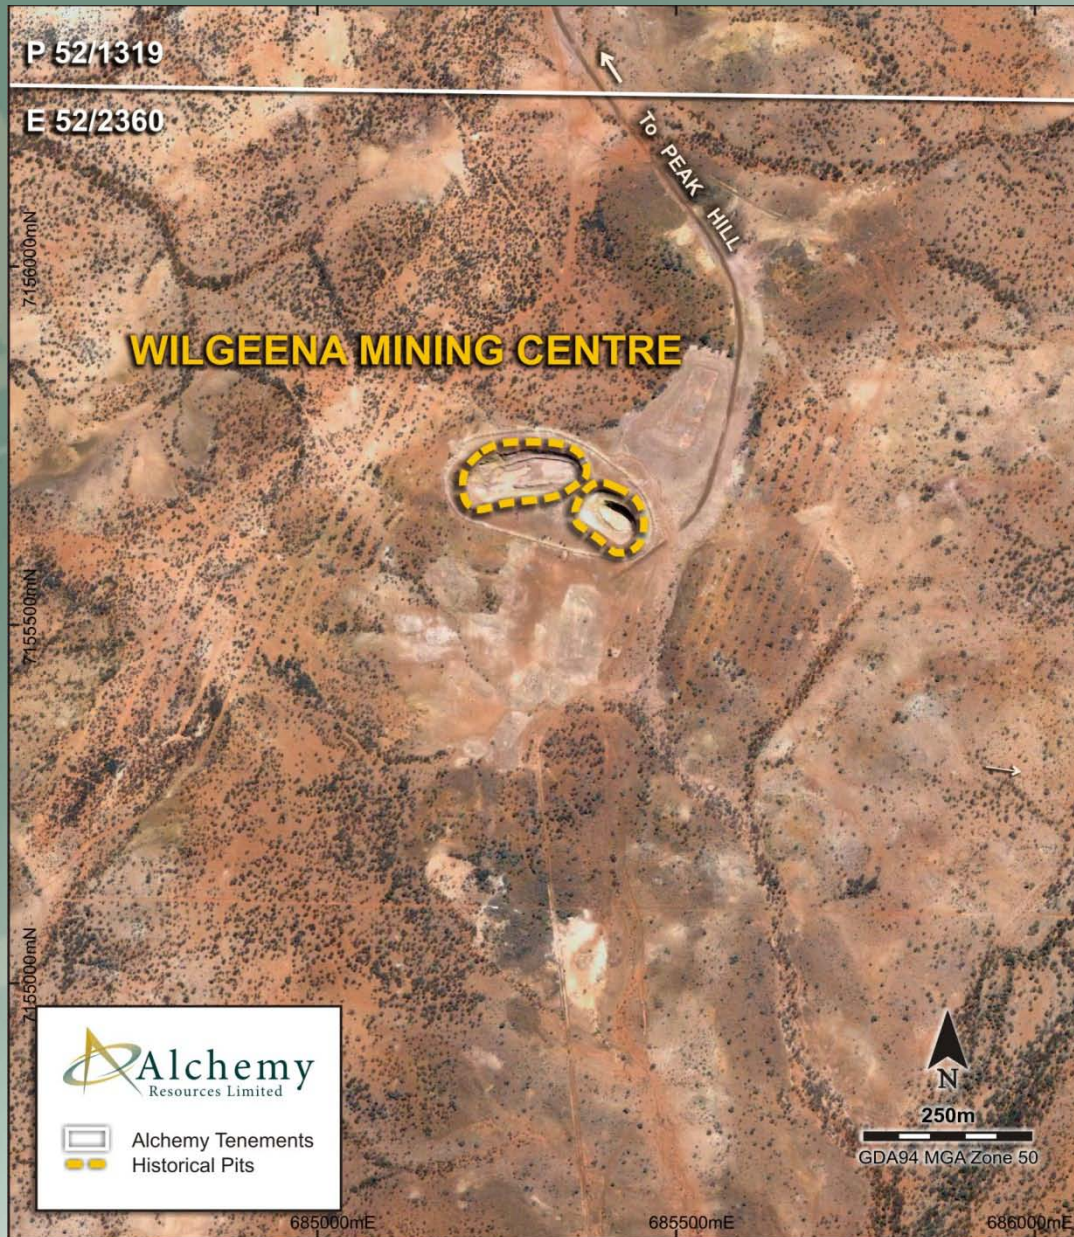 P 52/1319
E 52/2360
To PEAK HILL
7156000mN
WILGEENA MINING CENTRE
7155500mN
7155000mN
Alchemy
Resources Limited
Alchemy Tenements
Historical Pits
N
250m
GDA94 MGA Zone 50
685000mE
685500mE
686000mE